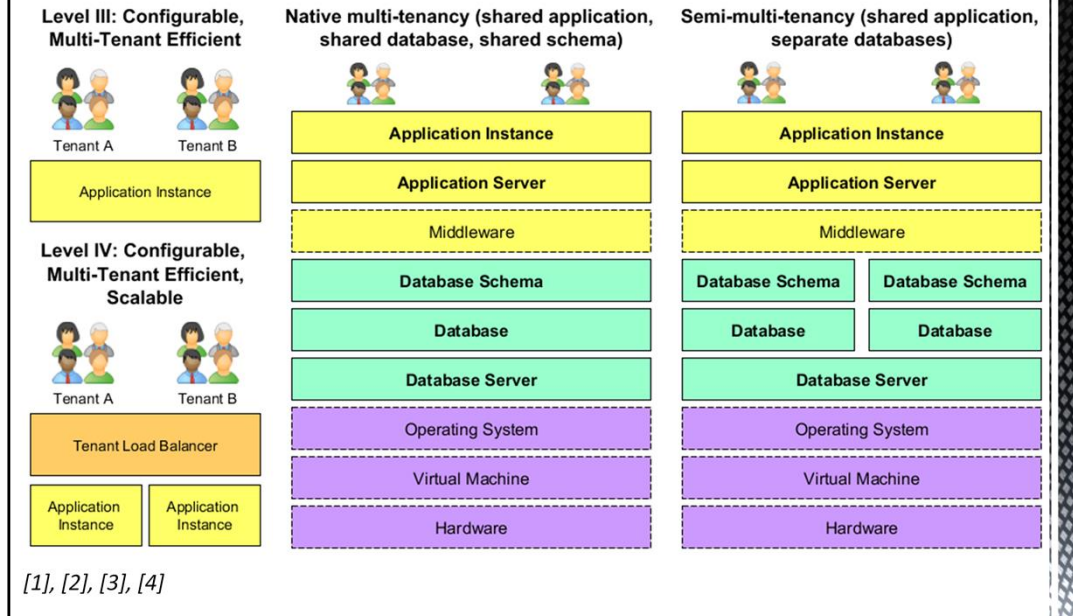 Level III: Configurable,
Multi-Tenant Efficient
Tenant A
Tenant B
Application Instance
Level IV: Configurable,
Multi-Tenant Efficient,
Scalable
Tenant A
Tenant B
Tenant Load Balancer
Application
Instance
Application
Instance
Native multi-tenancy (shared application,
shared database, shared schema)
Application Instance
Application Server
Middleware
Database Schema
Database
Database Server
Operating System
Virtual Machine
Hardware
Semi-multi-tenancy (shared application,
separate databases)
Application Instance
Application Server
Middleware
Database Schema
Database Schema
Database
Database
Database Server
Operating System
Virtual Machine
Hardware
[1], [2], [3], [4]